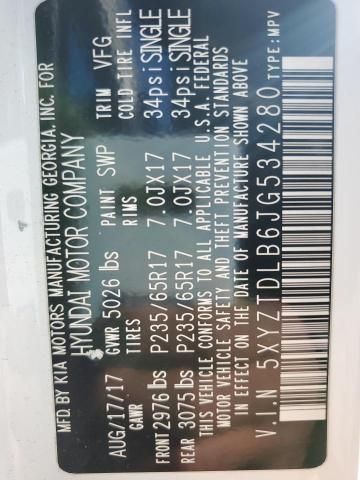 MFD. BY KIA MOTORS MANUFACTURING GEORGIA, INC. FOR
HYUNDAI MOTOR COMPANY
AUG/17/17 GVWR 5026 lbs PAINT SWP TRIM VFG
GAWR TIRES COLD TIRE INFL
FRONT 2976 lbs P235/65R17 7.0JX17 34psi SINGLE
REAR 3075 lbs P235/65R17 7.0JX17 34psi SINGLE
THIS VEHICLE CONFORMS TO ALL APPLICABLE U.S.A. FEDERAL
MOTOR VEHICLE SAFETY AND THEFT PREVENTION STANDARDS
IN EFFECT ON THE DATE OF MANUFACTURE SHOWN ABOVE
V.I.N 5XYZTDLB6JG534280 TYPE:MPV